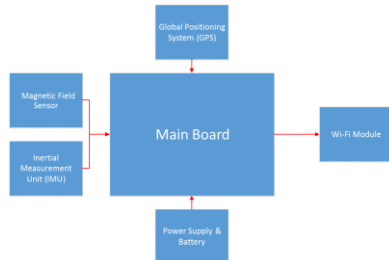 Global Positioning
System (GPS)
Magnetic Field
Sensor
Main Board
Wi-Fi Module
Inertial
Measurement
Unit (IMU)
Power Supply &
Battery